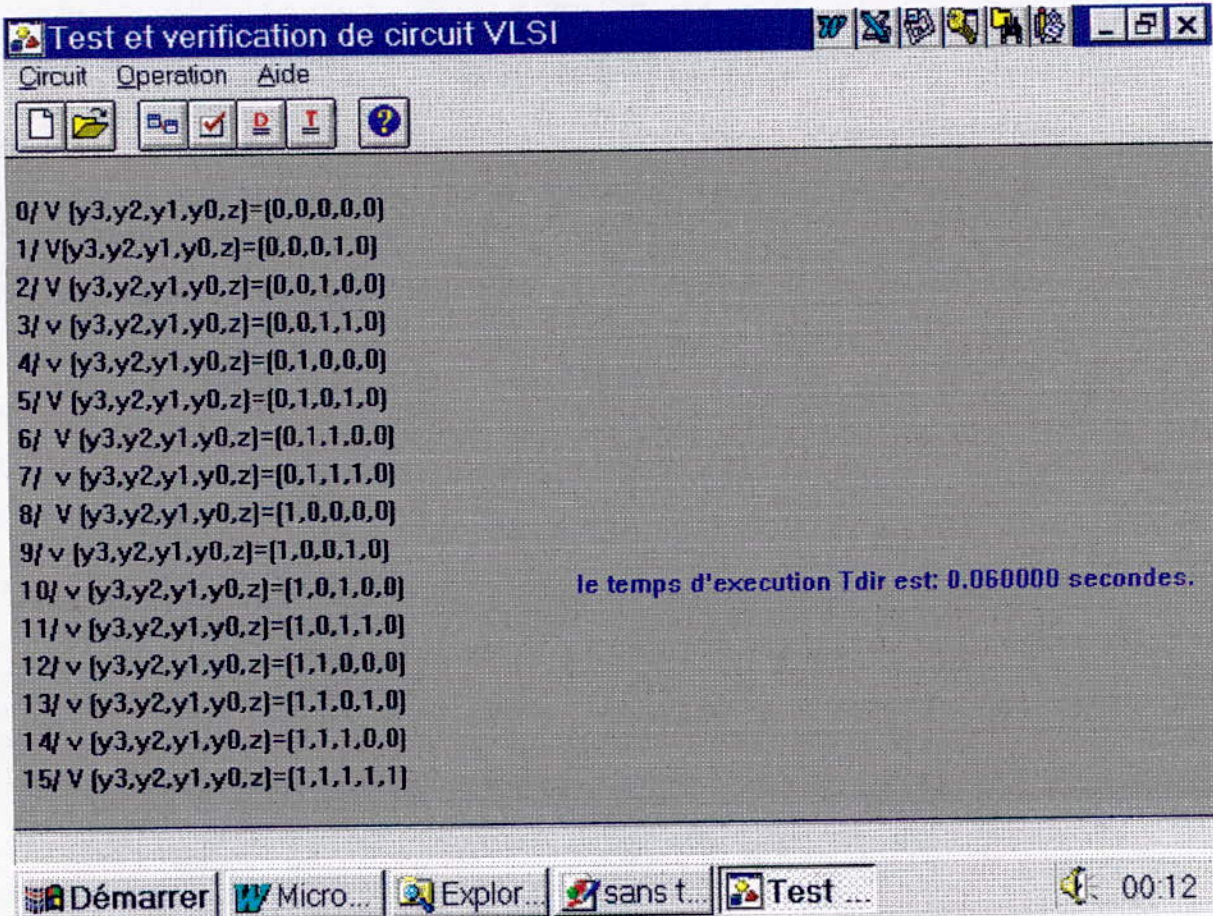 Test et verification de circuit VLSI
Circuit Operation Aide
D T ?
0/ V (y3,y2,y1,y0,z)=(0,0,0,0,0)
1/ V(y3,y2,y1,y0,z)=(0,0,0,1,0)
2/ V (y3,y2,y1,y0,z)=(0,0,1,0,0)
3/ v (y3,y2,y1,y0,z)=(0,0,1,1,0)
4/ v (y3,y2,y1,y0,z)=(0,1,0,0,0)
5/ V (y3,y2,y1,y0,z)=(0,1,0,1,0)
6/ V (y3,y2,y1,y0,z)=(0,1,1,0,0)
7/ v (y3,y2,y1,y0,z)=(0,1,1,1,0)
8/ V (y3,y2,y1,y0,z)=(1,0,0,0,0)
9/ v (y3,y2,y1,y0,z)=(1,0,0,1,0)
10/ v (y3,y2,y1,y0,z)=(1,0,1,0,0)
le temps d'execution Tdir est: 0.060000 secondes.
11/ v (y3,y2,y1,y0,z)=(1,0,1,1,0)
12/ v (y3,y2,y1,y0,z)=(1,1,0,0,0)
13/ v (y3,y2,y1,y0,z)=(1,1,0,1,0)
14/ v (y3,y2,y1,y0,z)=(1,1,1,0,0)
15/ V (y3,y2,y1,y0,z)=(1,1,1,1,1)
Démarrer Micro... Explor... sans t... Test ... 00:12